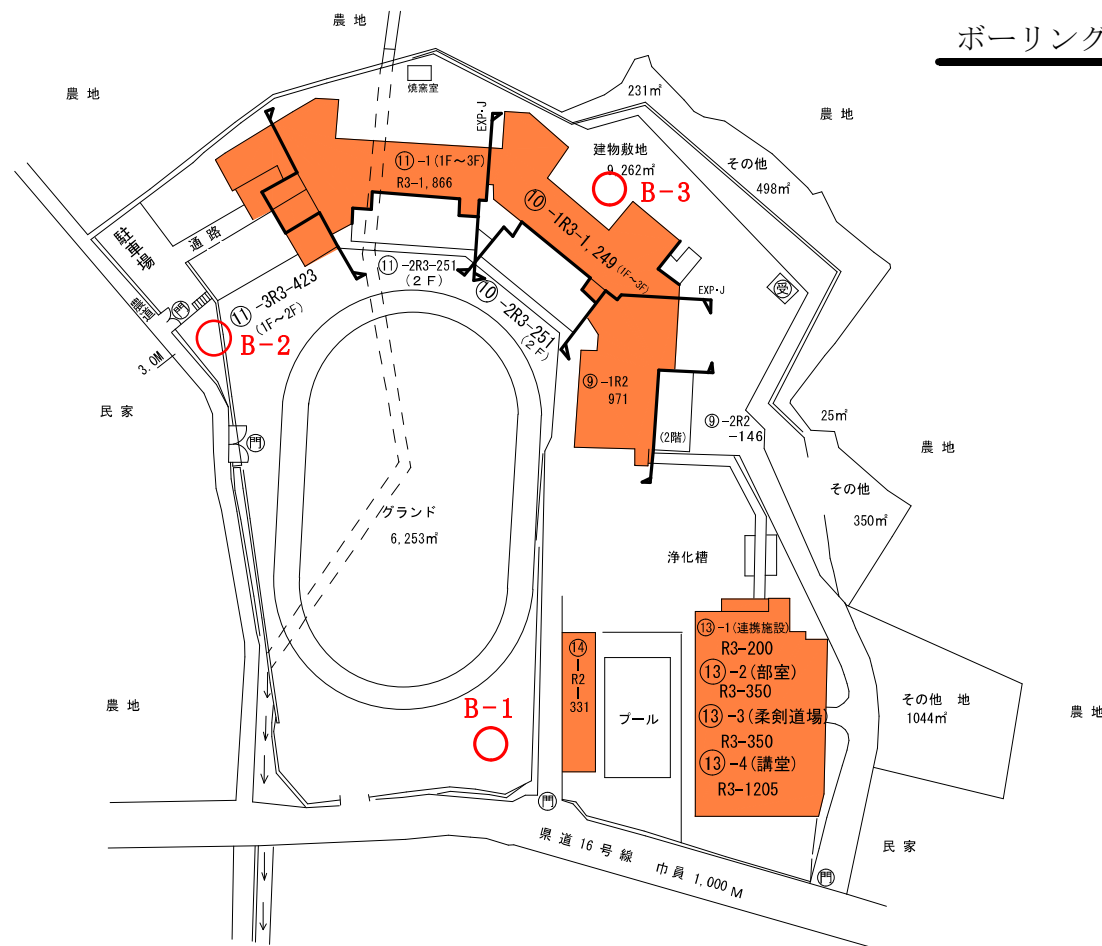 ボーリング
農 地
農 地
焼窯室
231㎡
農 地
EXP・J
建物敷地
9,262㎡
その他
498㎡
⑪-1(1F～3F)
R3-1,866
B-3
⑩-1R3-1,249(1F～3F)
駐車場
通路
⑪-2R3-251
(2F)
⑩-2R3-251
(2F)
EXP・J
受
農道
門
⑪-3R3-423
(1F～2F)
B-2
3.0M
⑨-1R2
971
民 家
(2階)
⑨-2R2
-146
25㎡
農 地
門
グランド
6,253㎡
その他
350㎡
浄化槽
⑬-1(連携施設)
R3-200
⑬-2(部室)
R3-350
⑬-3(柔剣道場)
R3-350
⑬-4(講堂)
R3-1205
⑭
R2
331
プール
農 地
B-1
その他 地
1044㎡
農 地
門
県道16号線 巾員 1,000M
民 家
門